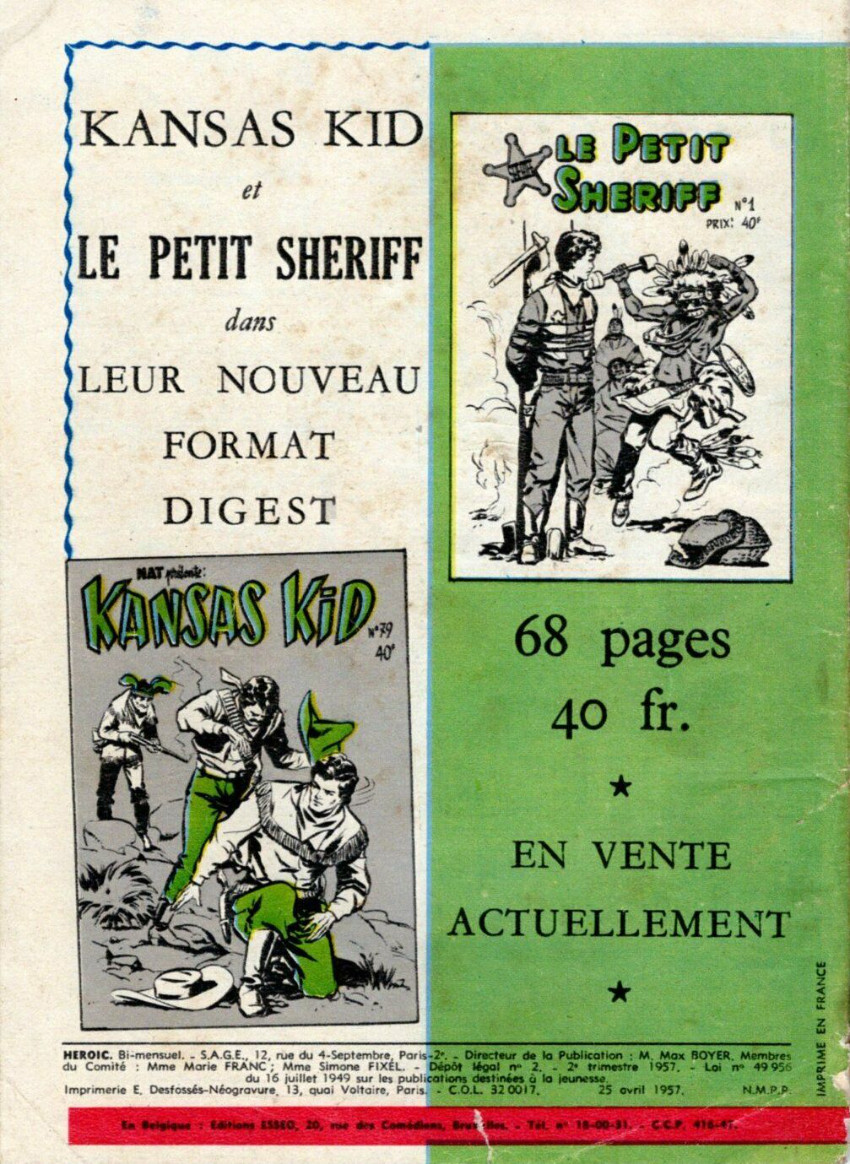 KANSAS KID
et
LE PETIT SHERIFF
dans
LEUR NOUVEAU
FORMAT
DIGEST
NAT présente:
KANSAS KID
N°79
40F
LE PETIT
SHERIFF
N°1
PRIX: 40F
68 pages
40 fr.
★
EN VENTE
ACTUELLEMENT
★
HEROIC. Bi-mensuel. - S.A.G.E., 12, rue du 4-Septembre, Paris-2e. - Directeur de la Publication : M. Max BOYER. Membres
du Comité : Mme Marie FRANC ; Mme Simone FIXEL. - Dépôt légal n° 2. - 2e trimestre 1957. - Loi n° 49 956
du 16 juillet 1949 sur les publications destinées à la jeunesse.
Imprimerie E. Desfossés-Néogravure, 13, quai Voltaire, Paris. - C.O.L. 32 0017. 25 avril 1957. N.M.P.P.
En Belgique : Editions ESSEO, 20, rue des Comédiens, Bruxelles. - Tél. n° 18-00-31. - C.C.P. 416-41.
IMPRIME EN FRANCE